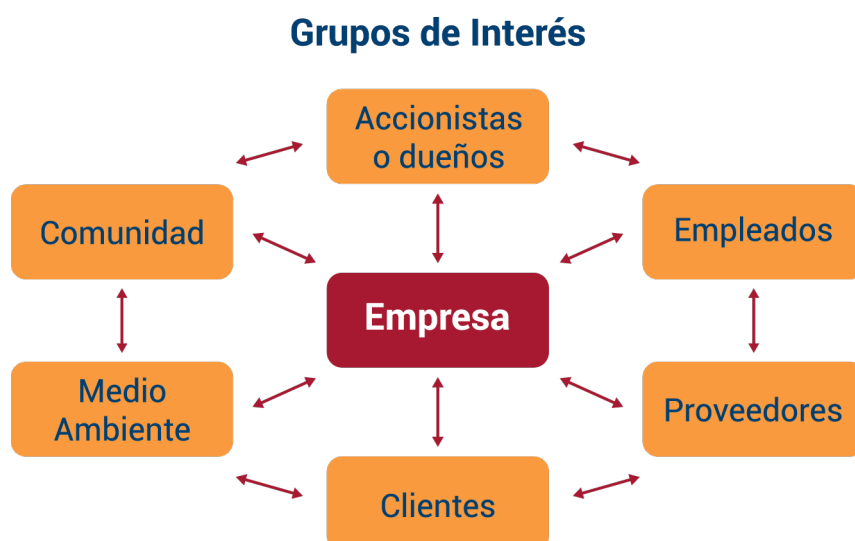 Grupos de Interés
Accionistas
o dueños
Comunidad
Empleados
Empresa
Medio
Ambiente
Proveedores
Clientes